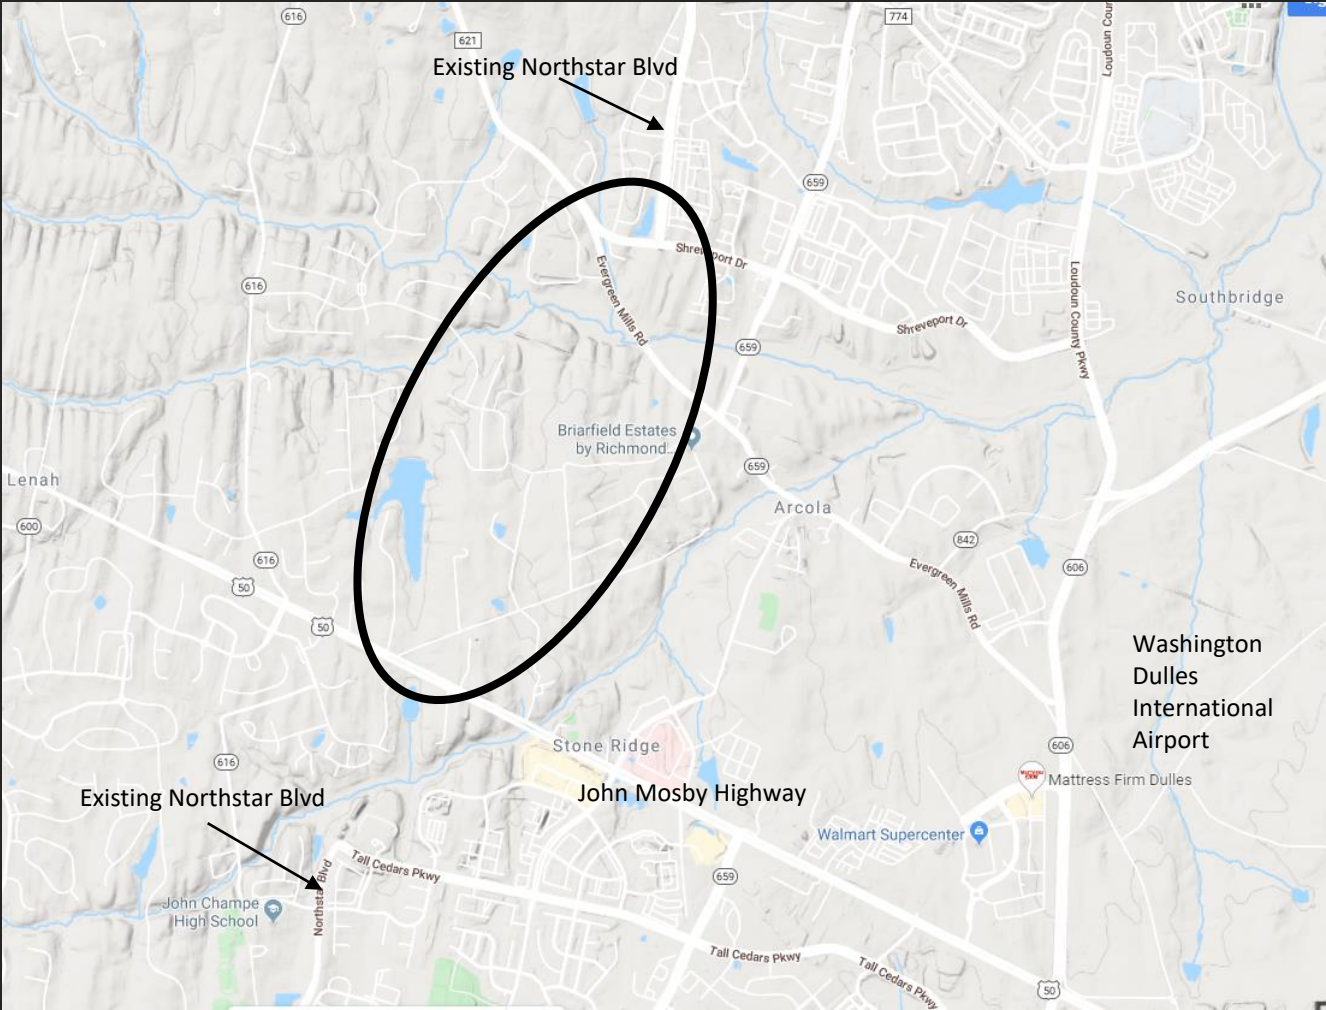 616
774
621
Existing Northstar Blvd
Loudoun Cour
659
Shreveport Dr
Evergreen Mills Rd
616
Loudoun County Pkwy
Southbridge
Shreveport Dr
659
Briarfield Estates
by Richmond...
659
Lenah
Arcola
600
842
616
606
50
Evergreen Mills Rd
50
Washington
Dulles
International
Airport
Stone Ridge
606
616
Mattress Firm Dulles
Existing Northstar Blvd
John Mosby Highway
Walmart Supercenter
Tall Cedars Pkwy
659
Northstar Blvd
John Champe
High School
Tall Cedars Pkwy
Tall Cedars Pkwy
50